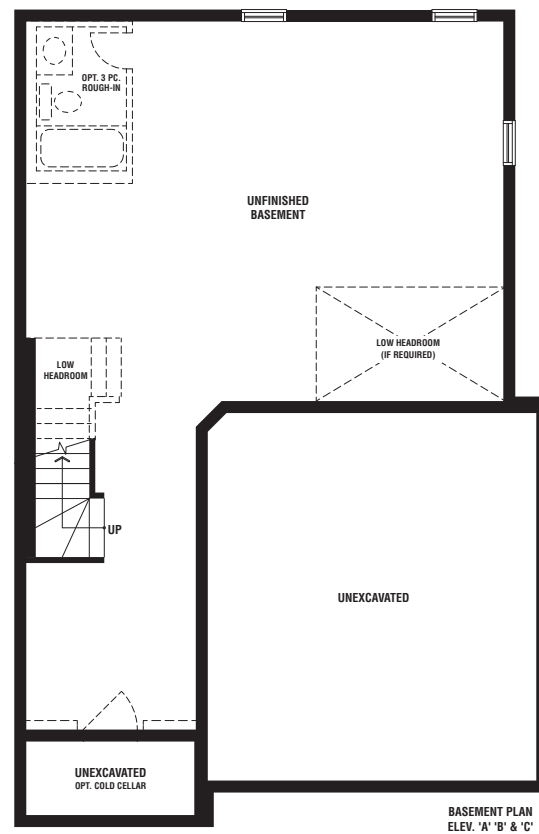 OPT. 3 PC.
ROUGH-IN
UNFINISHED
BASEMENT
LOW HEADROOM
(IF REQUIRED)
LOW
HEADROOM
UP
UNEXCAVATED
UNEXCAVATED
OPT. COLD CELLAR
BASEMENT PLAN
ELEV. 'A' 'B' & 'C'